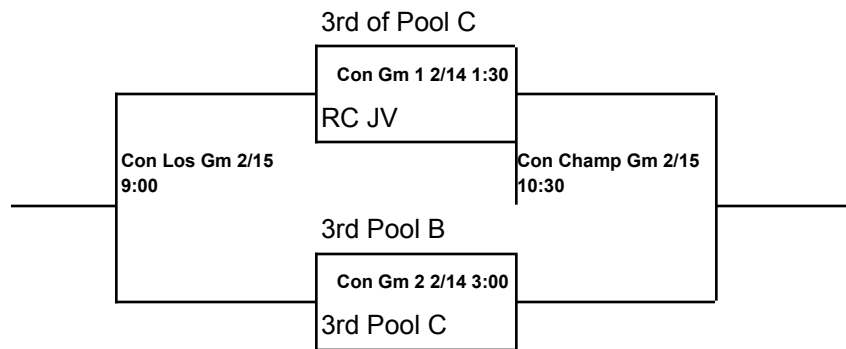 3rd of Pool C
Con Gm 1 2/14 1:30
RC JV
Con Los Gm 2/15
9:00
Con Champ Gm 2/15
10:30
3rd Pool B
Con Gm 2 2/14 3:00
3rd Pool C